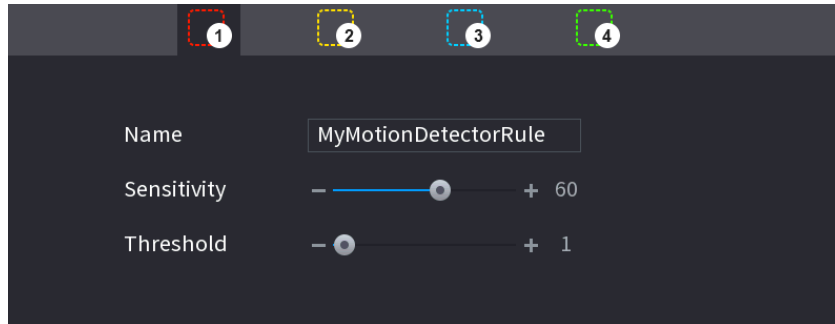 1 2 3 4
Name MyMotionDetectorRule
Sensitivity − + 60
Threshold − + 1